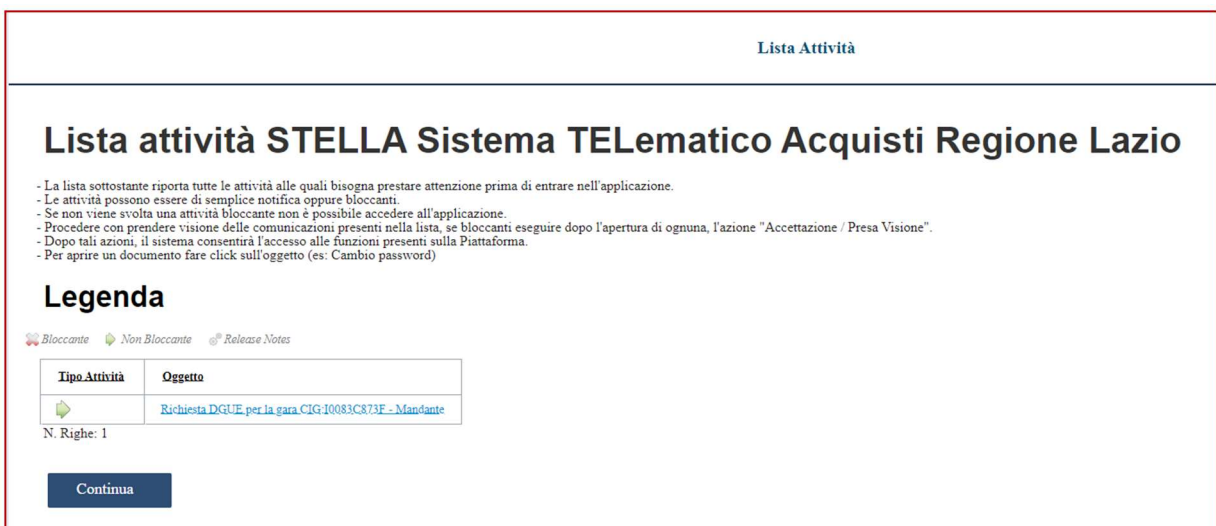 Lista Attività
Lista attività STELLA Sistema TELematico Acquisti Regione Lazio
- La lista sottostante riporta tutte le attività alle quali bisogna prestare attenzione prima di entrare nell'applicazione.
- Le attività possono essere di semplice notifica oppure bloccanti.
- Se non viene svolta una attività bloccante non è possibile accedere all'applicazione.
- Procedere con prendere visione delle comunicazioni presenti nella lista, se bloccanti eseguire dopo l'apertura di ognuna, l'azione "Accettazione / Presa Visione".
- Dopo tali azioni, il sistema consentirà l'accesso alle funzioni presenti sulla Piattaforma.
- Per aprire un documento fare click sull'oggetto (es: Cambio password)
Legenda
Bloccante Non Bloccante Release Notes
Tipo Attività Oggetto
Richiesta DGUE per la gara CIG:I0083C873F - Mandante
N. Righe: 1
Continua